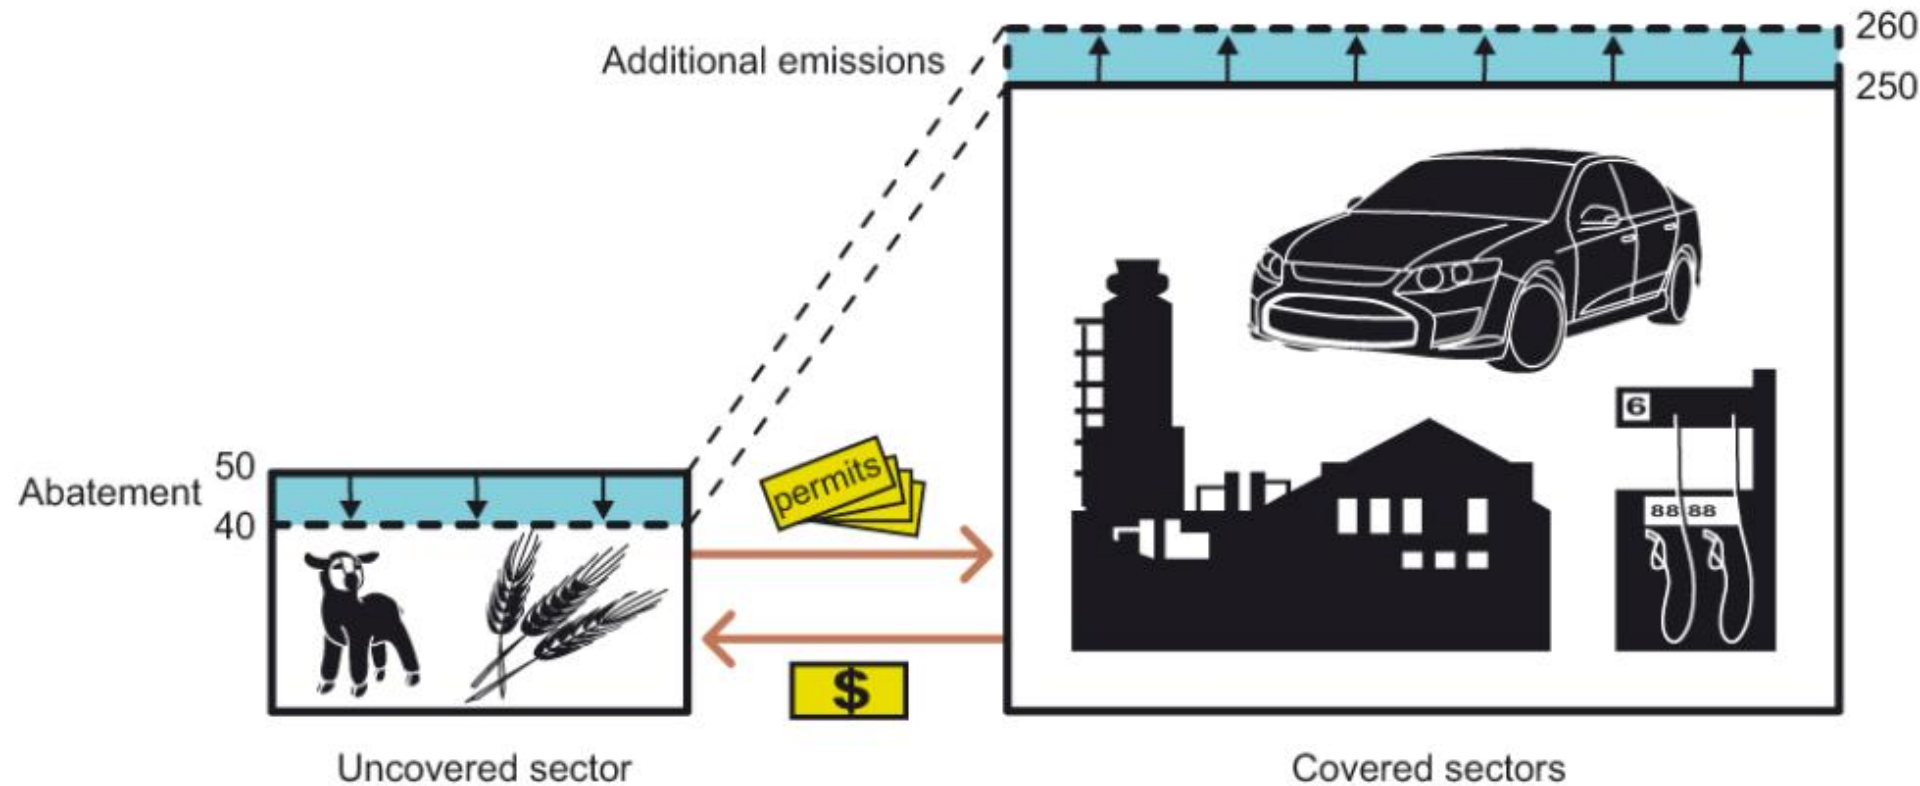 260
Additional emissions
250
6
permits
50
Abatement
40
88 88
$
Uncovered sector
Covered sectors